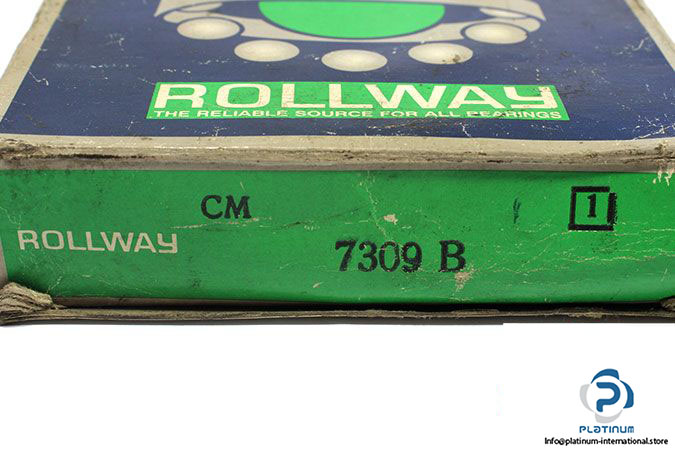 ROLLWAY
THE RELIABLE SOURCE FOR ALL BEARINGS
CM
1
ROLLWAY
7309 B
PLATINUM
Info@platinum-international.store